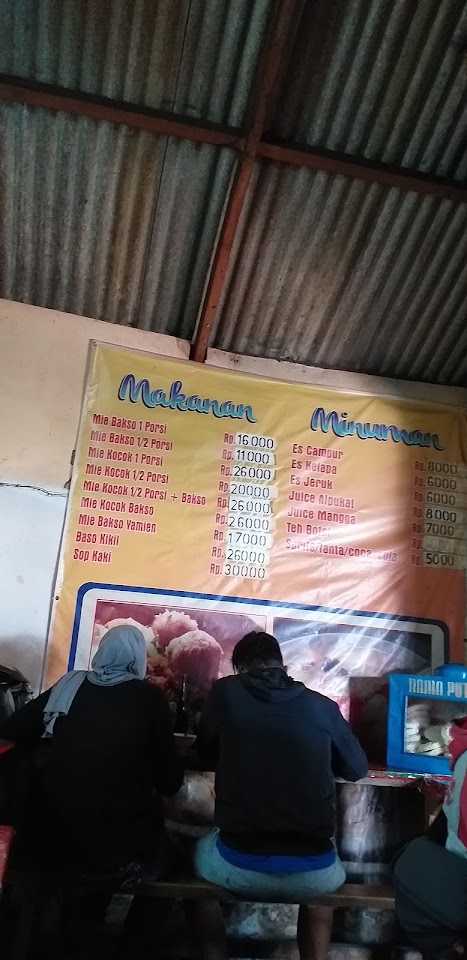 Makanan
Mie Bakso 1 Porsi Rp. 16.000
Mie Bakso 1/2 Porsi Rp. 11000
Mie Kocok 1 Porsi Rp. 26000
Mie Kocok 1/2 Porsi Rp. 20000
Mie Kocok 1/2 Porsi + Bakso Rp. 26000
Mie Kocok Bakso Rp. 26000
Mie Bakso Yamien Rp. 17000
Baso Kikil Rp. 26000
Sop Kaki Rp. 30000
Minuman
Es Campur Rp. 8000
Es Kelapa Rp. 6000
Es Jeruk Rp. 6000
Juice Alpukat Rp. 8000
Juice Mangga Rp. 7000
Teh Botol
Sprite/fanta/coca cola Rp. 5000